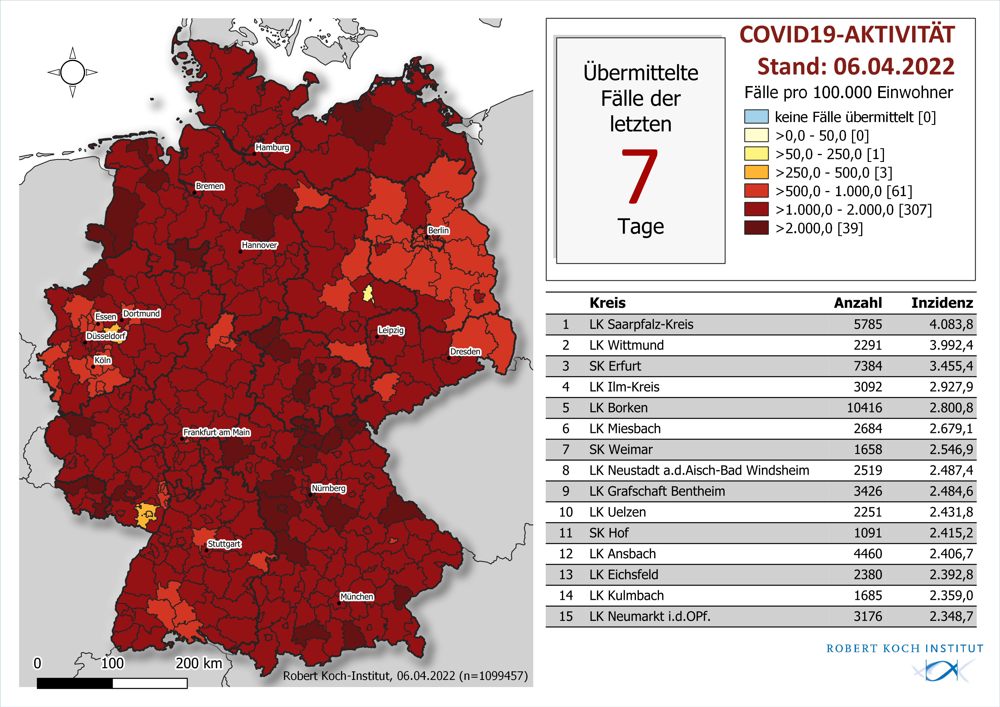 COVID19-AKTIVITÄT
Stand: 06.04.2022
Fälle pro 100.000 Einwohner
keine Fälle übermittelt [0]
>0,0 - 50,0 [0]
>50,0 - 250,0 [1]
>250,0 - 500,0 [3]
>500,0 - 1.000,0 [61]
>1.000,0 - 2.000,0 [307]
>2.000,0 [39]
Übermittelte
Fälle der
letzten
7
Tage
Hamburg
Bremen
Berlin
Hannover
Dortmund
Essen
Düsseldorf
Leipzig
Dresden
Köln
Frankfurt am Main
Nürnberg
Stuttgart
München
0 100 200 km
Robert Koch-Institut, 06.04.2022 (n=1099457)
Kreis Anzahl Inzidenz
1 LK Saarpfalz-Kreis 5785 4.083,8
2 LK Wittmund 2291 3.992,4
3 SK Erfurt 7384 3.455,4
4 LK Ilm-Kreis 3092 2.927,9
5 LK Borken 10416 2.800,8
6 LK Miesbach 2684 2.679,1
7 SK Weimar 1658 2.546,9
8 LK Neustadt a.d.Aisch-Bad Windsheim 2519 2.487,4
9 LK Grafschaft Bentheim 3426 2.484,6
10 LK Uelzen 2251 2.431,8
11 SK Hof 1091 2.415,2
12 LK Ansbach 4460 2.406,7
13 LK Eichsfeld 2380 2.392,8
14 LK Kulmbach 1685 2.359,0
15 LK Neumarkt i.d.OPf. 3176 2.348,7
ROBERT KOCH INSTITUT